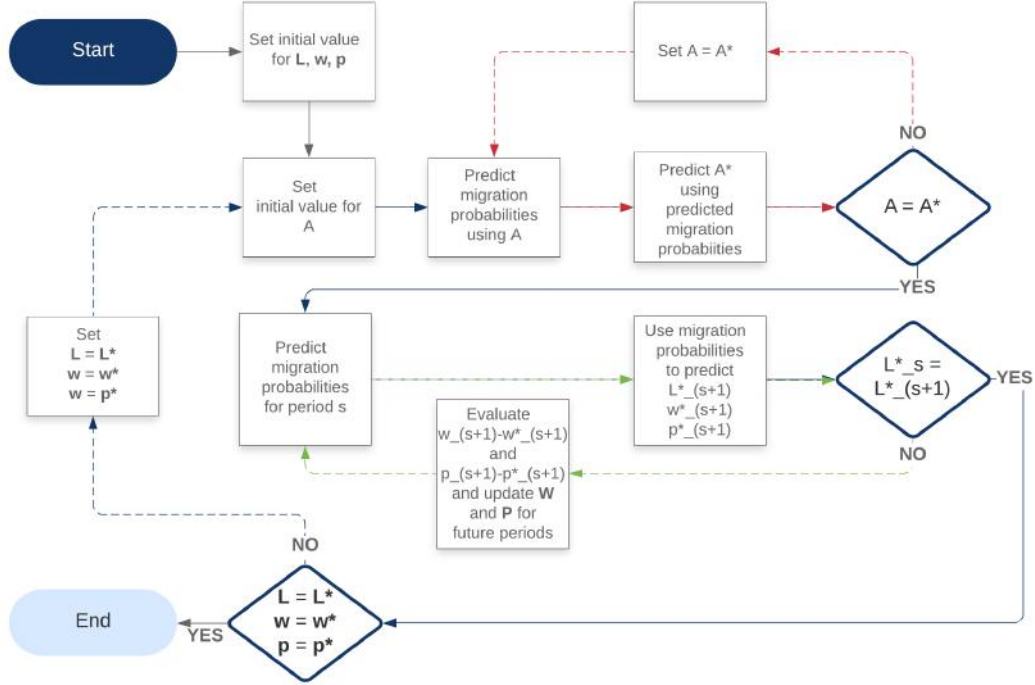 Start
Set initial value
for L, w, p
Set A = A*
NO
Set
initial value for
A
Predict
migration
probabilities
using A
Predict A*
using
predicted
migration
probabiities
A = A*
YES
Set
L = L*
w = w*
w = p*
Predict
migration
probabilities
for period s
Use migration
probabilities
to predict
L*_(s+1)
w*_(s+1)
p*_(s+1)
L*_s =
L*_(s+1)
YES
Evaluate
w_(s+1)-w*_(s+1)
and
p_(s+1)-p*_(s+1)
and update W
and P for
future periods
NO
NO
L = L*
w = w*
p = p*
YES
End